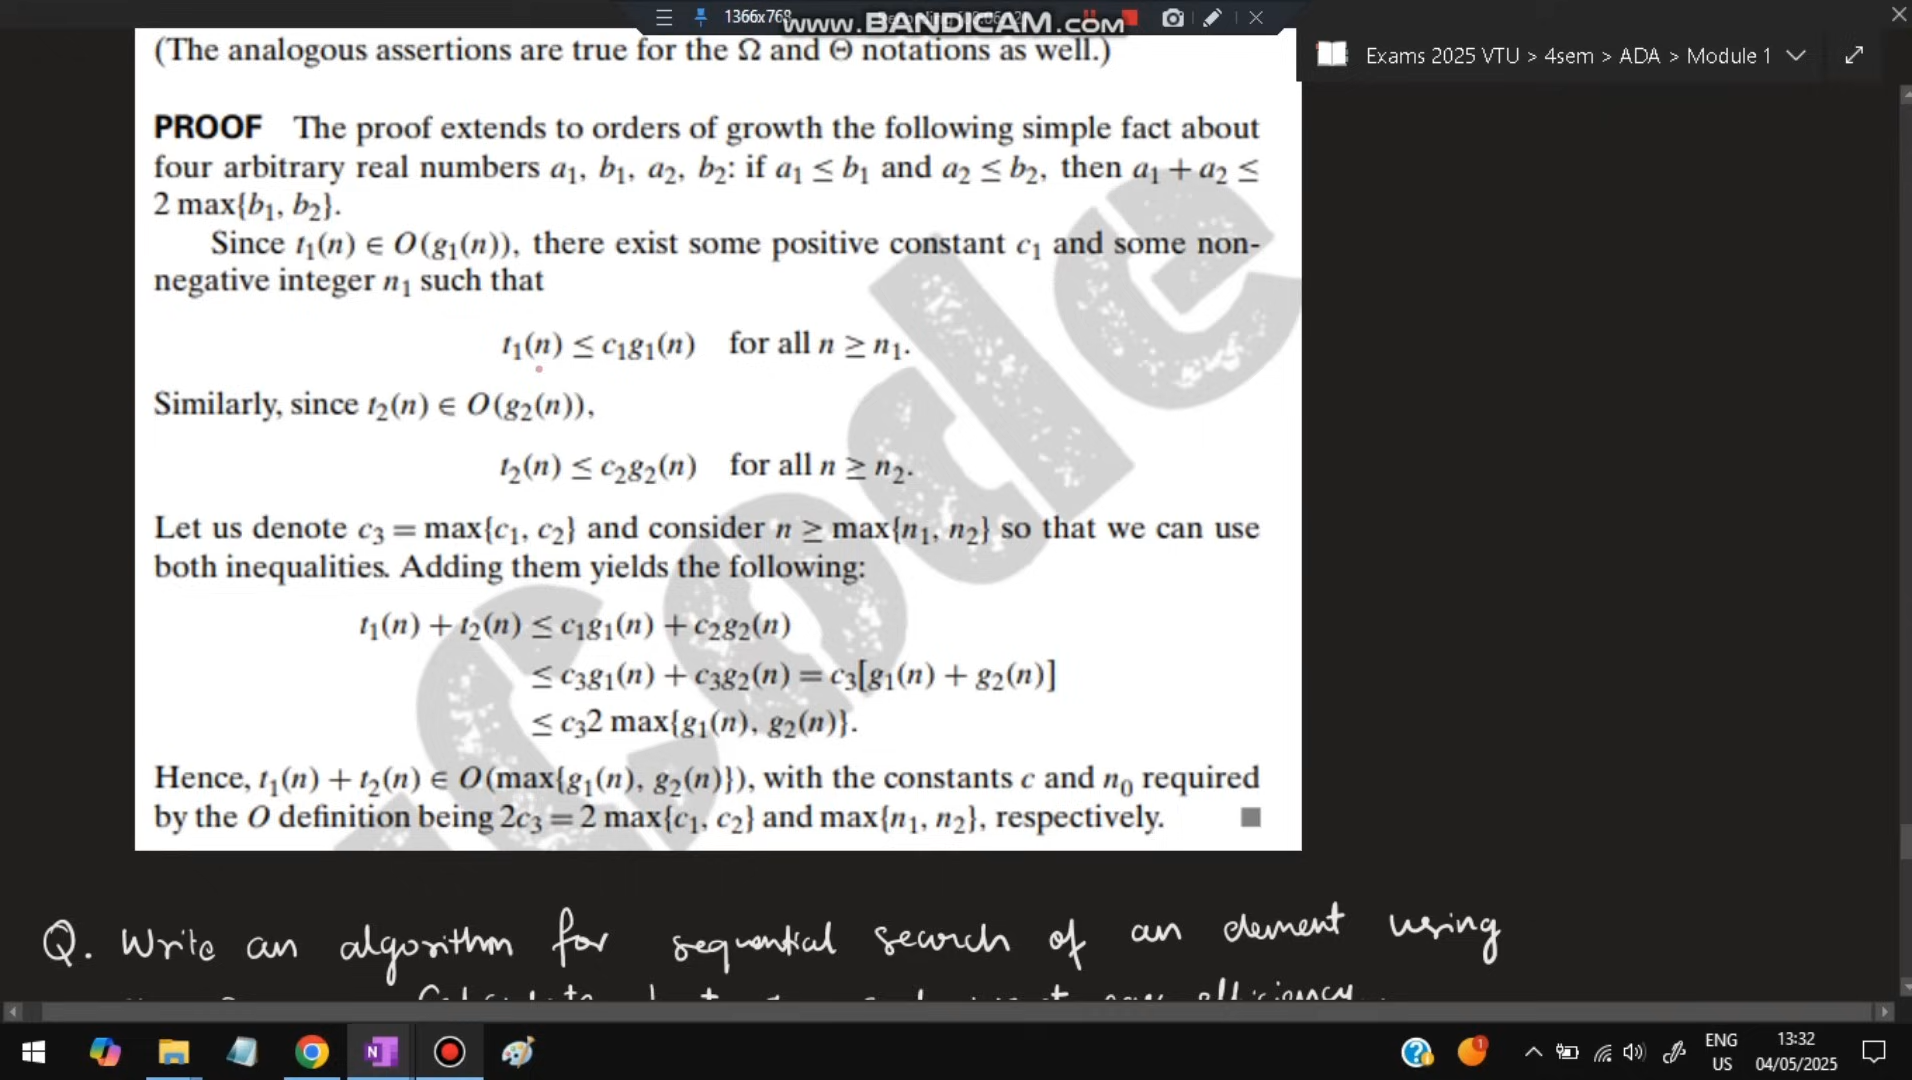 1366x768
www.BANDICAM.com
Exams 2025 VTU > 4sem > ADA > Module 1
(The analogous assertions are true for the Ω and Θ notations as well.)
PROOF The proof extends to orders of growth the following simple fact about
four arbitrary real numbers a₁, b₁, a₂, b₂: if a₁ ≤ b₁ and a₂ ≤ b₂, then a₁ + a₂ ≤
2 max{b₁, b₂}.
Since t₁(n) ∈ O(g₁(n)), there exist some positive constant c₁ and some non-
negative integer n₁ such that
t₁(n) ≤ c₁g₁(n) for all n ≥ n₁.
Similarly, since t₂(n) ∈ O(g₂(n)),
t₂(n) ≤ c₂g₂(n) for all n ≥ n₂.
Let us denote c₃ = max{c₁, c₂} and consider n ≥ max{n₁, n₂} so that we can use
both inequalities. Adding them yields the following:
t₁(n) + t₂(n) ≤ c₁g₁(n) + c₂g₂(n)
≤ c₃g₁(n) + c₃g₂(n) = c₃[g₁(n) + g₂(n)]
≤ c₃2 max{g₁(n), g₂(n)}.
Hence, t₁(n) + t₂(n) ∈ O(max{g₁(n), g₂(n)}), with the constants c and n₀ required
by the O definition being 2c₃ = 2 max{c₁, c₂} and max{n₁, n₂}, respectively.
Q. Write an algorithm for sequential search of an element using
ENG
US
13:32
04/05/2025